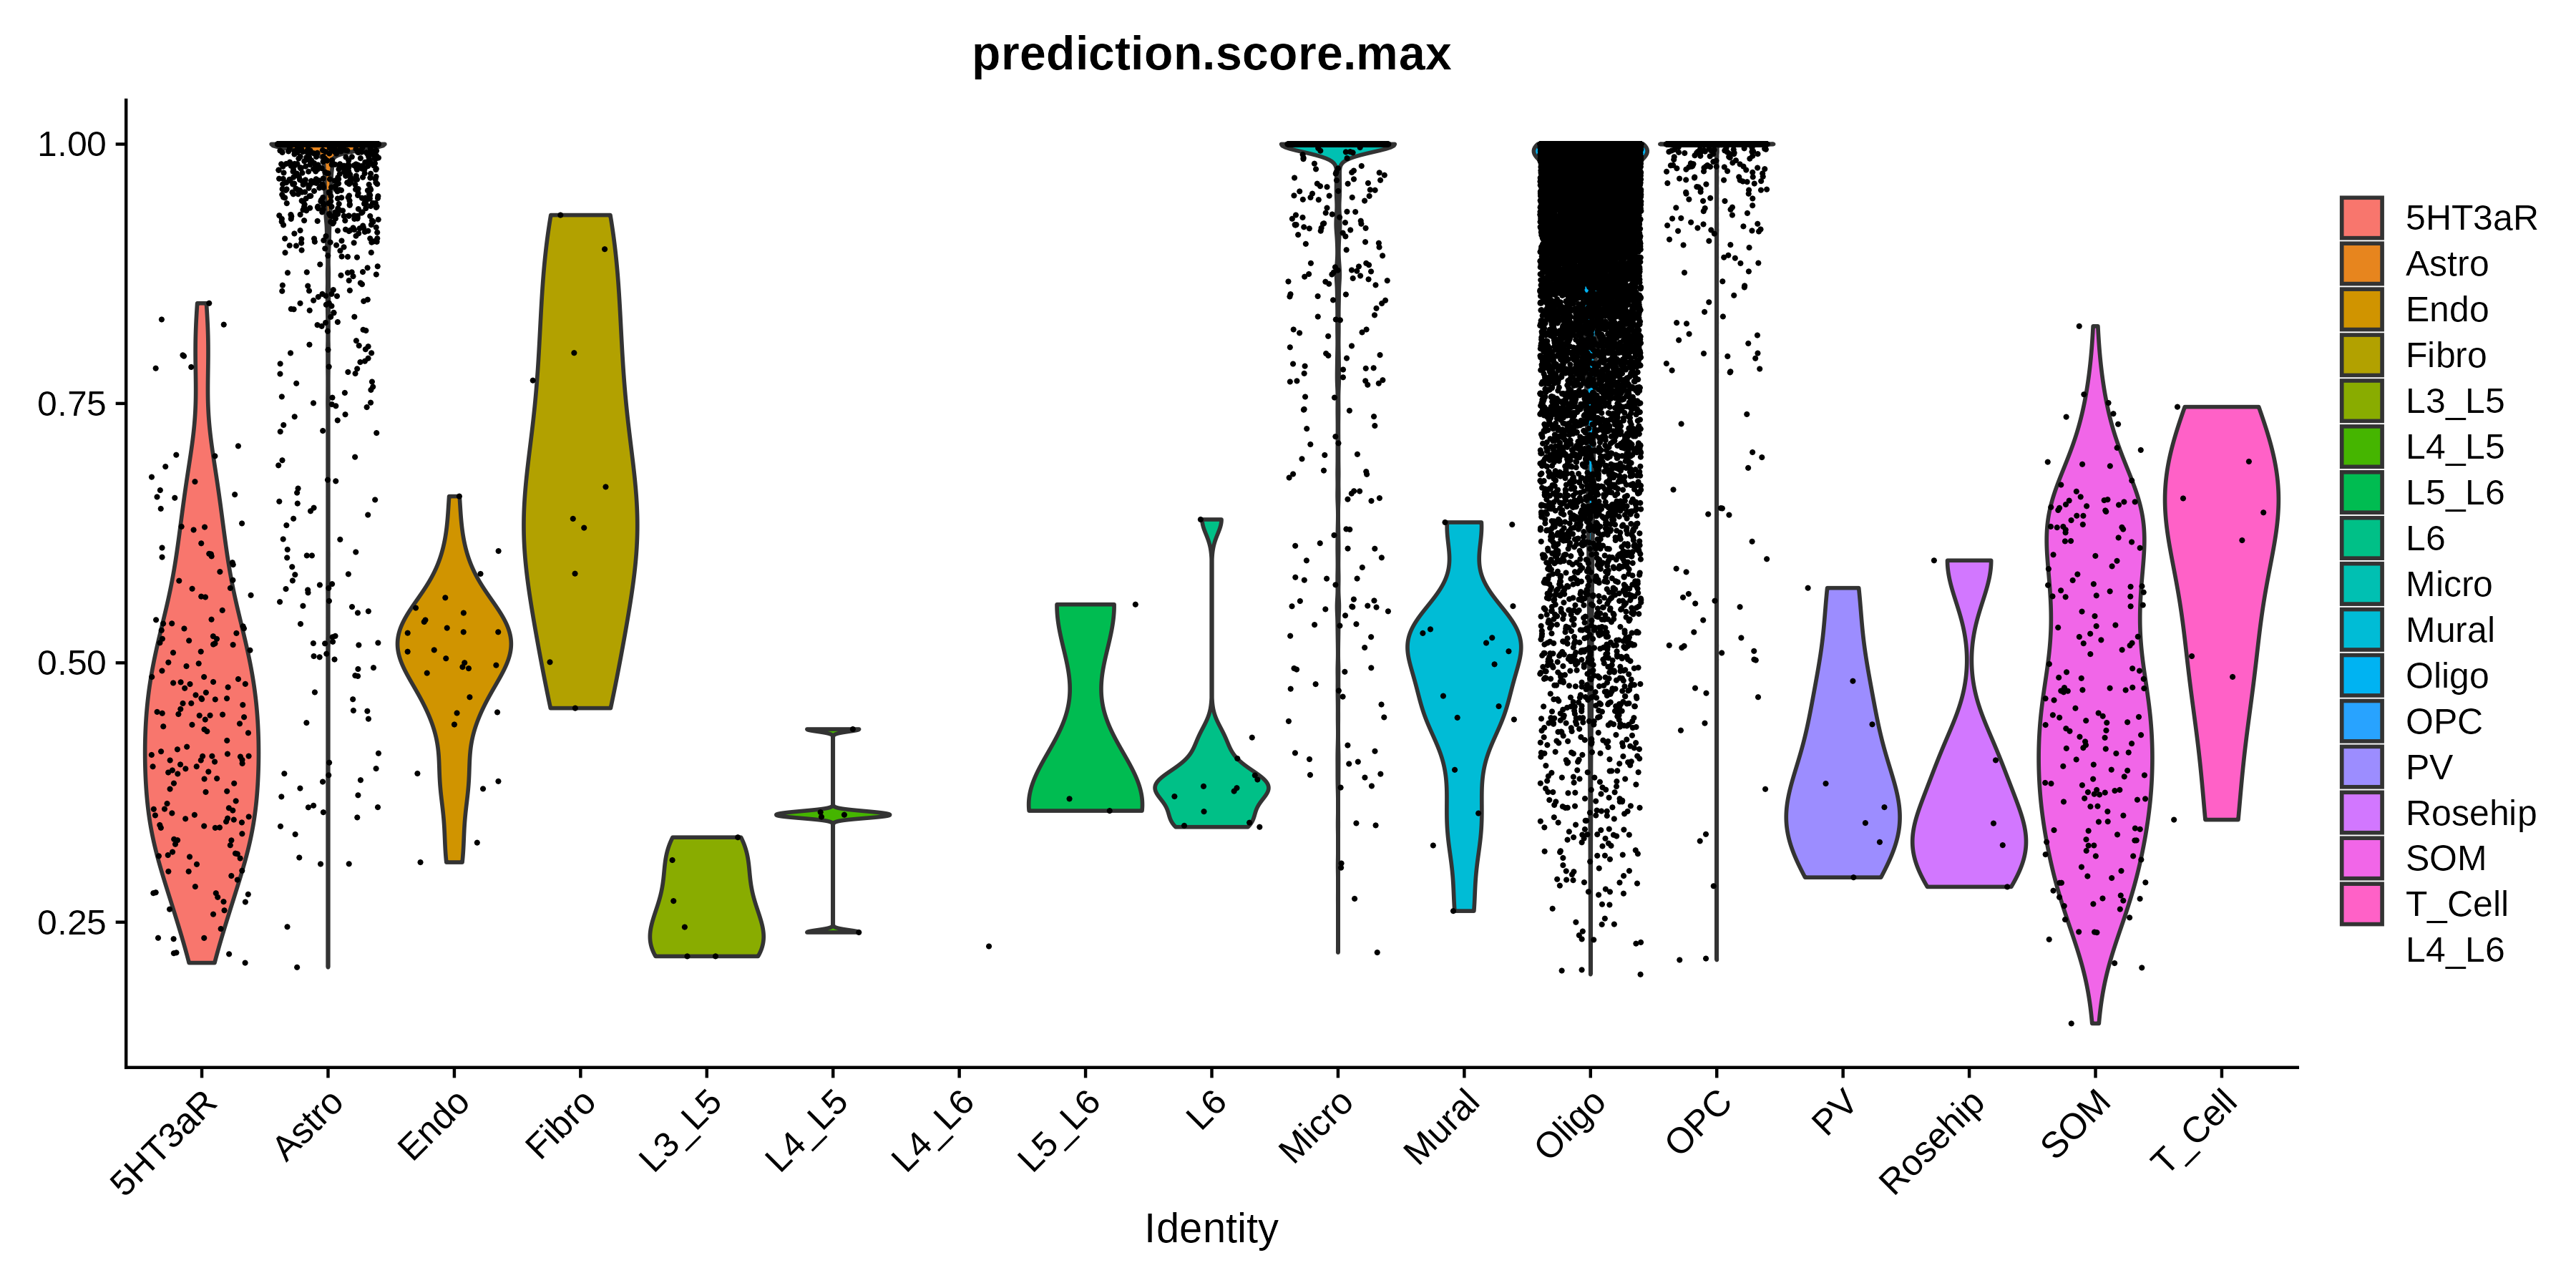 prediction.score.max
1.00
0.75
0.50
0.25
5HT3aR
Astro
Endo
Fibro
L3_L5
L4_L5
L4_L6
L5_L6
L6
Micro
Mural
Oligo
OPC
PV
Rosehip
SOM
T_Cell
Identity
5HT3aR
Astro
Endo
Fibro
L3_L5
L4_L5
L5_L6
L6
Micro
Mural
Oligo
OPC
PV
Rosehip
SOM
T_Cell
L4_L6